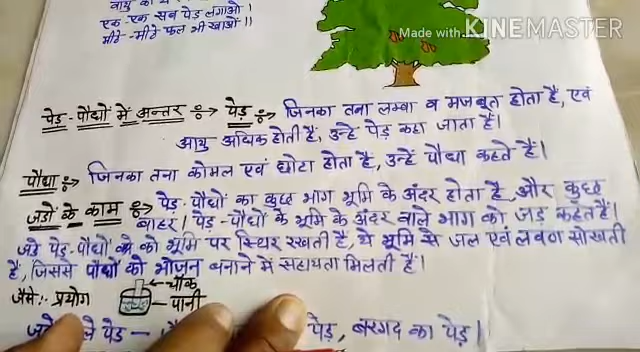 वायु का
एक-एक सब पेड़ लगाओ।
मीठे-मीठे फल भी खाओ।।
Made with KINEMASTER
पेड़-पौधों में अन्तर :→ पेड़ :→ जिनका तना लम्बा व मजबूत होता है, एवं
आयु अधिक होती है, उन्हे पेड़ कहा जाता है।
पौधा :→ जिनका तना कोमल एवं छोटा होता है, उन्हें पौधा कहते हैं।
जड़ों के काम :→ पेड़-पौधों का कुछ भाग भूमि के अंदर होता है, और कुछ
बाहर। पेड़-पौधों के भूमि के अंदर वाले भाग को जड़ कहते हैं।
जड़े पेड़-पौधों को भूमि पर स्थिर रखती है, ये भूमि से जल एवं लवण सोखती
है, जिससे पौधों को भोजन बनाने में सहायता मिलती है।
जैसे:- प्रयोग
चॉक
पानी
पेड़ - पेड़, बरगद का पेड़।